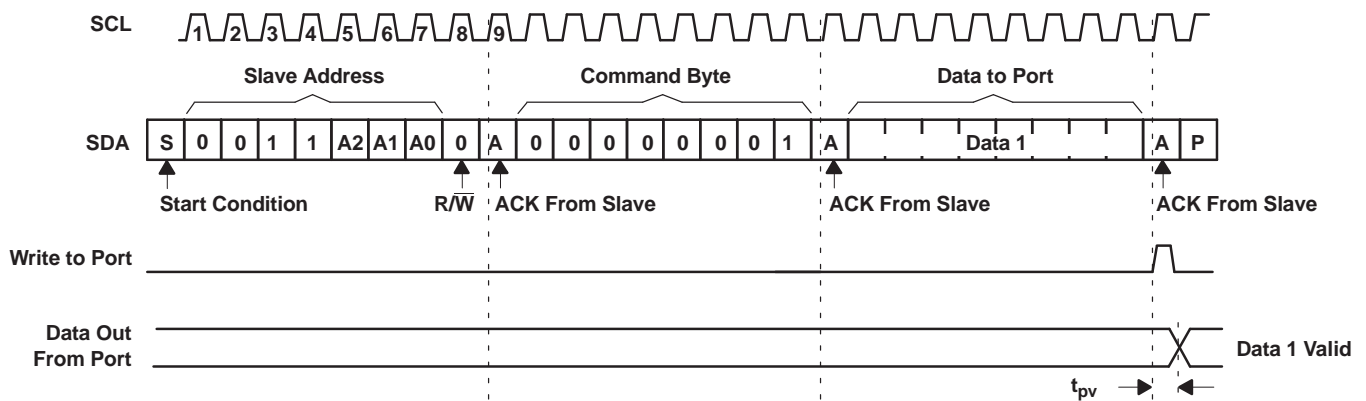 SCL 1 2 3 4 5 6 7 8 9
Slave Address Command Byte Data to Port
SDA S 0 0 1 1 A2 A1 A0 0 A 0 0 0 0 0 0 0 1 A Data 1 A P
Start Condition R/W̅ ACK From Slave ACK From Slave ACK From Slave
Write to Port
Data Out
From Port
Data 1 Valid
tpv